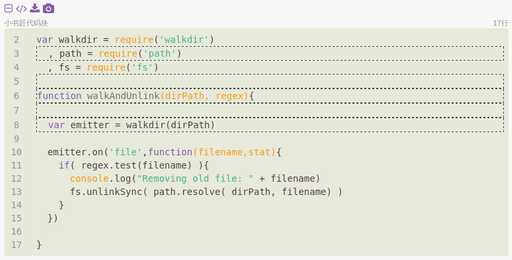 小书匠代码块
17行
2 var walkdir = require('walkdir')
3   , path = require('path')
4   , fs = require('fs')
5
6 function walkAndUnlink(dirPath, regex){
7
8   var emitter = walkdir(dirPath)
9
10   emitter.on('file',function(filename,stat){
11     if( regex.test(filename) ){
12       console.log("Removing old file: " + filename)
13       fs.unlinkSync( path.resolve( dirPath, filename) )
14     }
15   })
16
17 }